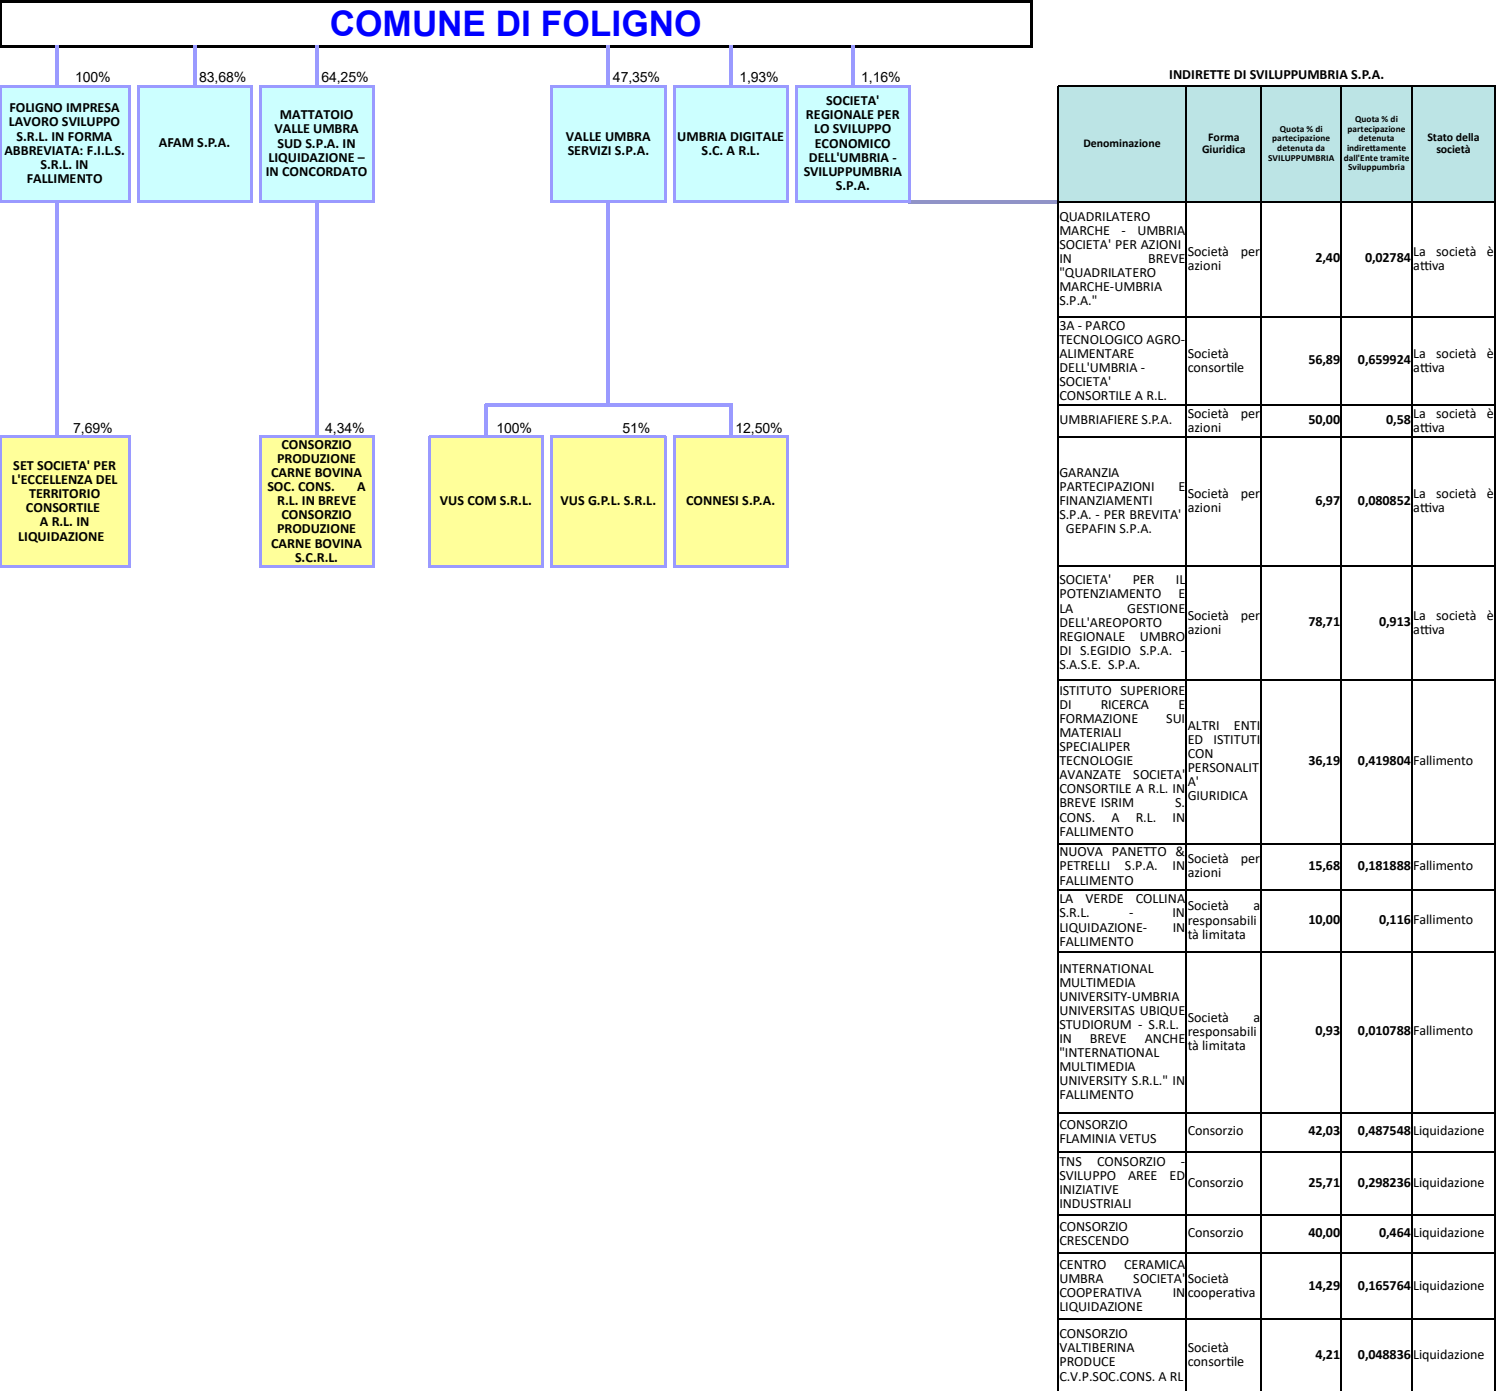 COMUNE DI FOLIGNO
100%
83,68%
64,25%
47,35%
1,93%
1,16%
FOLIGNO IMPRESA
LAVORO SVILUPPO
S.R.L. IN FORMA
ABBREVIATA: F.I.L.S.
S.R.L. IN
FALLIMENTO
AFAM S.P.A.
MATTATOIO
VALLE UMBRA
SUD S.P.A. IN
LIQUIDAZIONE –
IN CONCORDATO
VALLE UMBRA
SERVIZI S.P.A.
UMBRIA DIGITALE
S.C. A R.L.
SOCIETA'
REGIONALE PER
LO SVILUPPO
ECONOMICO
DELL'UMBRIA -
SVILUPPUMBRIA
S.P.A.
7,69%
4,34%
100%
51%
12,50%
SET SOCIETA' PER
L'ECCELLENZA DEL
TERRITORIO
CONSORTILE
A R.L. IN
LIQUIDAZIONE
CONSORZIO
PRODUZIONE
CARNE BOVINA
SOC. CONS. A
R.L. IN BREVE
CONSORZIO
PRODUZIONE
CARNE BOVINA
S.C.R.L.
VUS COM S.R.L.
VUS G.P.L. S.R.L.
CONNESI S.P.A.
INDIRETTE DI SVILUPPUMBRIA S.P.A.
Denominazione
Forma
Giuridica
Quota % di
partecipazione
detenuta da
SVILUPPUMBRIA
Quota % di
partecipazione
detenuta
indirettamente
dall'Ente tramite
Sviluppumbria
Stato della
società
QUADRILATERO
MARCHE - UMBRIA
SOCIETA' PER AZIONI
IN BREVE
"QUADRILATERO
MARCHE-UMBRIA
S.P.A."
Società per
azioni
2,40
0,02784
La società è
attiva
3A - PARCO
TECNOLOGICO AGRO-
ALIMENTARE
DELL'UMBRIA -
SOCIETA'
CONSORTILE A R.L.
Società
consortile
56,89
0,659924
La società è
attiva
UMBRIAFIERE S.P.A.
Società per
azioni
50,00
0,58
La società è
attiva
GARANZIA
PARTECIPAZIONI E
FINANZIAMENTI
S.P.A. - PER BREVITA'
GEPAFIN S.P.A.
Società per
azioni
6,97
0,080852
La società è
attiva
SOCIETA' PER IL
POTENZIAMENTO E
LA GESTIONE
DELL'AREOPORTO
REGIONALE UMBRO
DI S.EGIDIO S.P.A. -
S.A.S.E. S.P.A.
Società per
azioni
78,71
0,913
La società è
attiva
ISTITUTO SUPERIORE
DI RICERCA E
FORMAZIONE SUI
MATERIALI
SPECIALIPER
TECNOLOGIE
AVANZATE SOCIETA'
CONSORTILE A R.L. IN
BREVE ISRIM S.
CONS. A R.L. IN
FALLIMENTO
ALTRI ENTI
ED ISTITUTI
CON
PERSONALIT
A'
GIURIDICA
36,19
0,419804
Fallimento
NUOVA PANETTO &
PETRELLI S.P.A. IN
FALLIMENTO
Società per
azioni
15,68
0,181888
Fallimento
LA VERDE COLLINA
S.R.L. - IN
LIQUIDAZIONE- IN
FALLIMENTO
Società a
responsabili
tà limitata
10,00
0,116
Fallimento
INTERNATIONAL
MULTIMEDIA
UNIVERSITY-UMBRIA
UNIVERSITAS UBIQUE
STUDIORUM - S.R.L.
IN BREVE ANCHE
"INTERNATIONAL
MULTIMEDIA
UNIVERSITY S.R.L." IN
FALLIMENTO
Società a
responsabili
tà limitata
0,93
0,010788
Fallimento
CONSORZIO
FLAMINIA VETUS
Consorzio
42,03
0,487548
Liquidazione
TNS CONSORZIO -
SVILUPPO AREE ED
INIZIATIVE
INDUSTRIALI
Consorzio
25,71
0,298236
Liquidazione
CONSORZIO
CRESCENDO
Consorzio
40,00
0,464
Liquidazione
CENTRO CERAMICA
UMBRA SOCIETA'
COOPERATIVA IN
LIQUIDAZIONE
Società
cooperativa
14,29
0,165764
Liquidazione
CONSORZIO
VALTIBERINA
PRODUCE
C.V.P.SOC.CONS. A RL
Società
consortile
4,21
0,048836
Liquidazione